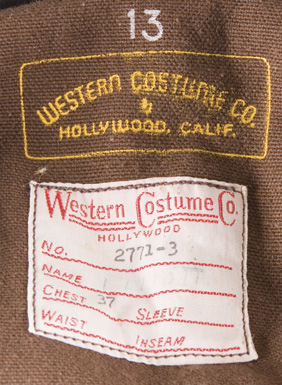 13
WESTERN COSTUME CO.
HOLLYWOOD, CALIF.
Western Costume Co.
HOLLYWOOD
NO. 2771-3
NAME
CHEST 37 SLEEVE
WAIST INSEAM